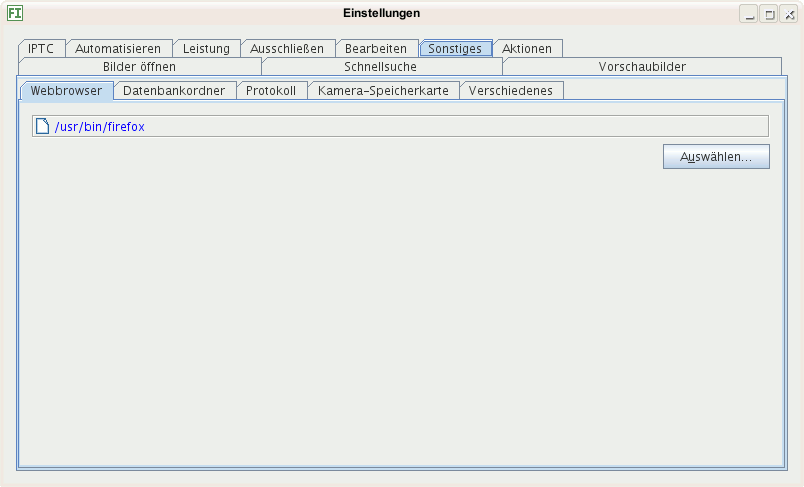 FI Einstellungen
IPTC Automatisieren Leistung Ausschließen Bearbeiten Sonstiges Aktionen
Bilder öffnen Schnellsuche Vorschaubilder
Webbrowser Datenbankordner Protokoll Kamera-Speicherkarte Verschiedenes
/usr/bin/firefox
Auswählen...